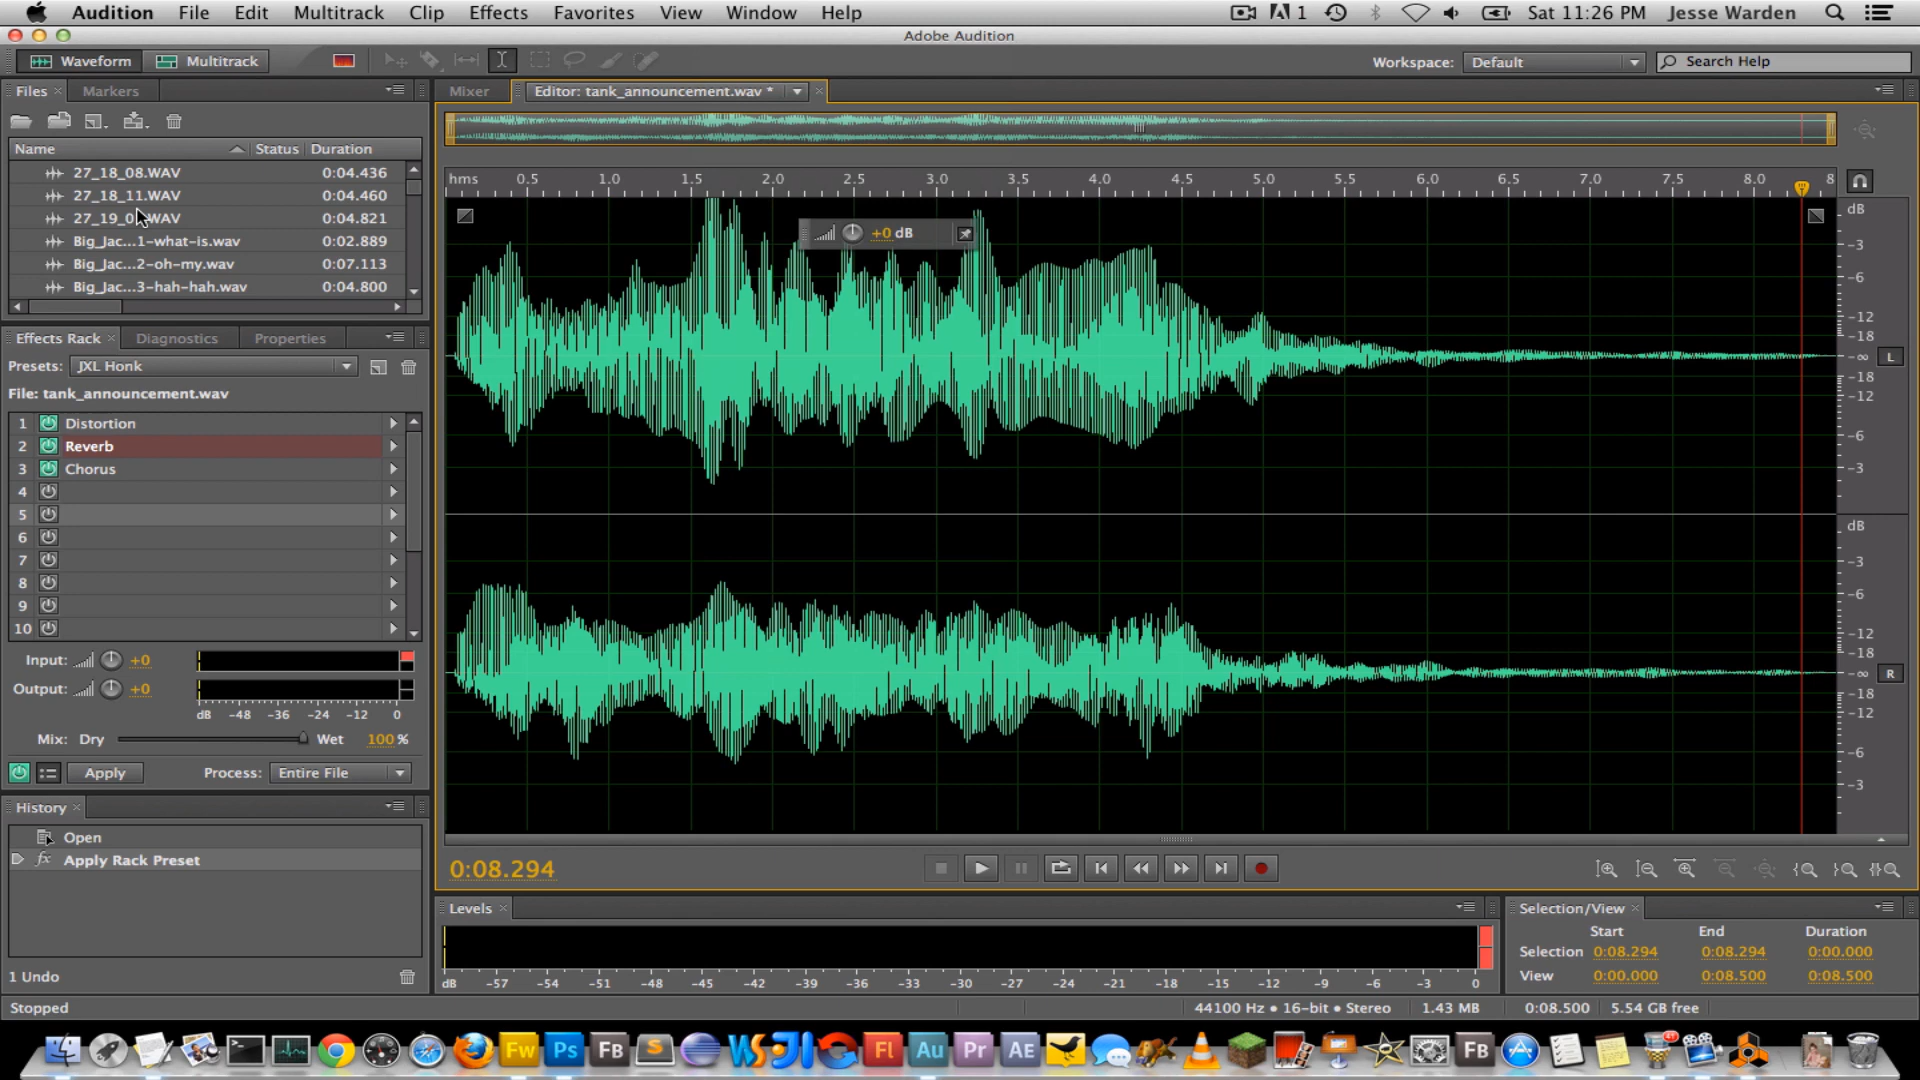 Audition File Edit Multitrack Clip Effects Favorites View Window Help 1 Sat 11:26 PM Jesse Warden
Adobe Audition
Waveform Multitrack Workspace: Default Search Help
Files Markers
Name Status Duration
27_18_08.WAV 0:04.436
27_18_11.WAV 0:04.460
0:04.821
Big_Jac...1-what-is.wav 0:02.889
Big_Jac...2-oh-my.wav 0:07.113
Big_Jac...3-hah-hah.wav 0:04.800
Effects Rack Diagnostics Properties
Presets: JXL Honk
File: tank_announcement.wav
1 Distortion
2 Reverb
3 Chorus
4
5
6
7
8
9
10
Input: +0
Output: +0
dB -48 -36 -24 -12 0
Mix: Dry Wet 100 %
Apply Process: Entire File
History
Open
fx Apply Rack Preset
1 Undo
Stopped
Mixer Editor: tank_announcement.wav *
hms 0.5 1.0 1.5 2.0 2.5 3.0 3.5 4.0 4.5 5.0 5.5 6.0 6.5 7.0 7.5 8.0 8
+0 dB
dB
-3
-6
-12
-18
-∞ L
-18
-12
-6
-3
dB
-3
-6
-12
-18
-∞ R
-18
-12
-6
-3
0:08.294
Levels
dB -57 -54 -51 -48 -45 -42 -39 -36 -33 -30 -27 -24 -21 -18 -15 -12 -9 -6 -3 0
Selection/View
Start End Duration
Selection 0:08.294 0:08.294 0:00.000
View 0:00.000 0:08.500 0:08.500
44100 Hz • 16-bit • Stereo 1.43 MB 0:08.500 5.54 GB free
Fw Ps FB S WS JI Fl Au Pr AE FB